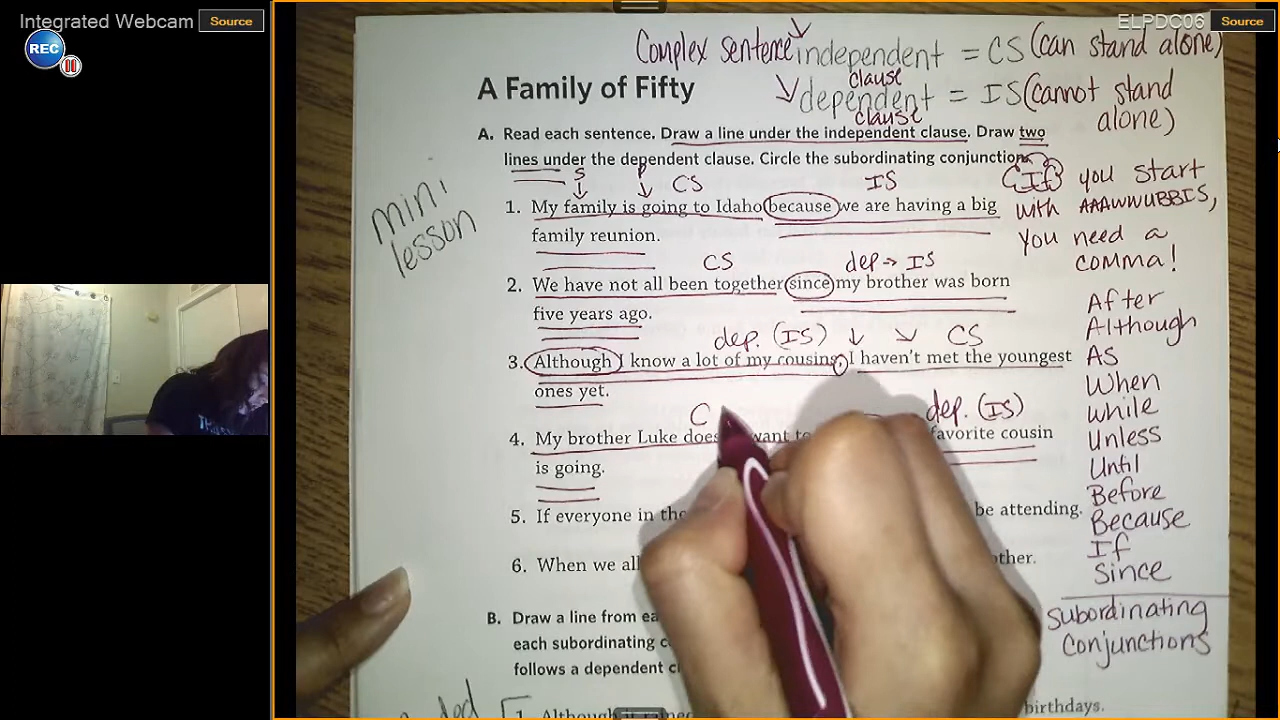 Integrated Webcam Source
ELPDC06 Source
REC
Complex sentence independent = CS (can stand alone)
clause
A Family of Fifty
dependent = IS (cannot stand
clause
alone)
A. Read each sentence. Draw a line under the independent clause. Draw two
lines under the dependent clause. Circle the subordinating conjunction.
mini
lesson
S P CS IS
1. My family is going to Idaho because we are having a big
family reunion.
If you start
with AAAWWUBBIS,
you need a
comma!
CS dep → IS
2. We have not all been together since my brother was born
five years ago.
dep. (IS) CS
3. Although I know a lot of my cousins, I haven't met the youngest
ones yet.
C dep. (IS)
4. My brother Luke does want to favorite cousin
is going.
5. If everyone in the be attending.
6. When we all
B. Draw a line from
each subordinating
follows a dependent
1. Although it birthdays.
After
Although
As
When
while
Unless
Until
Before
Because
If
Since
subordinating
conjunctions